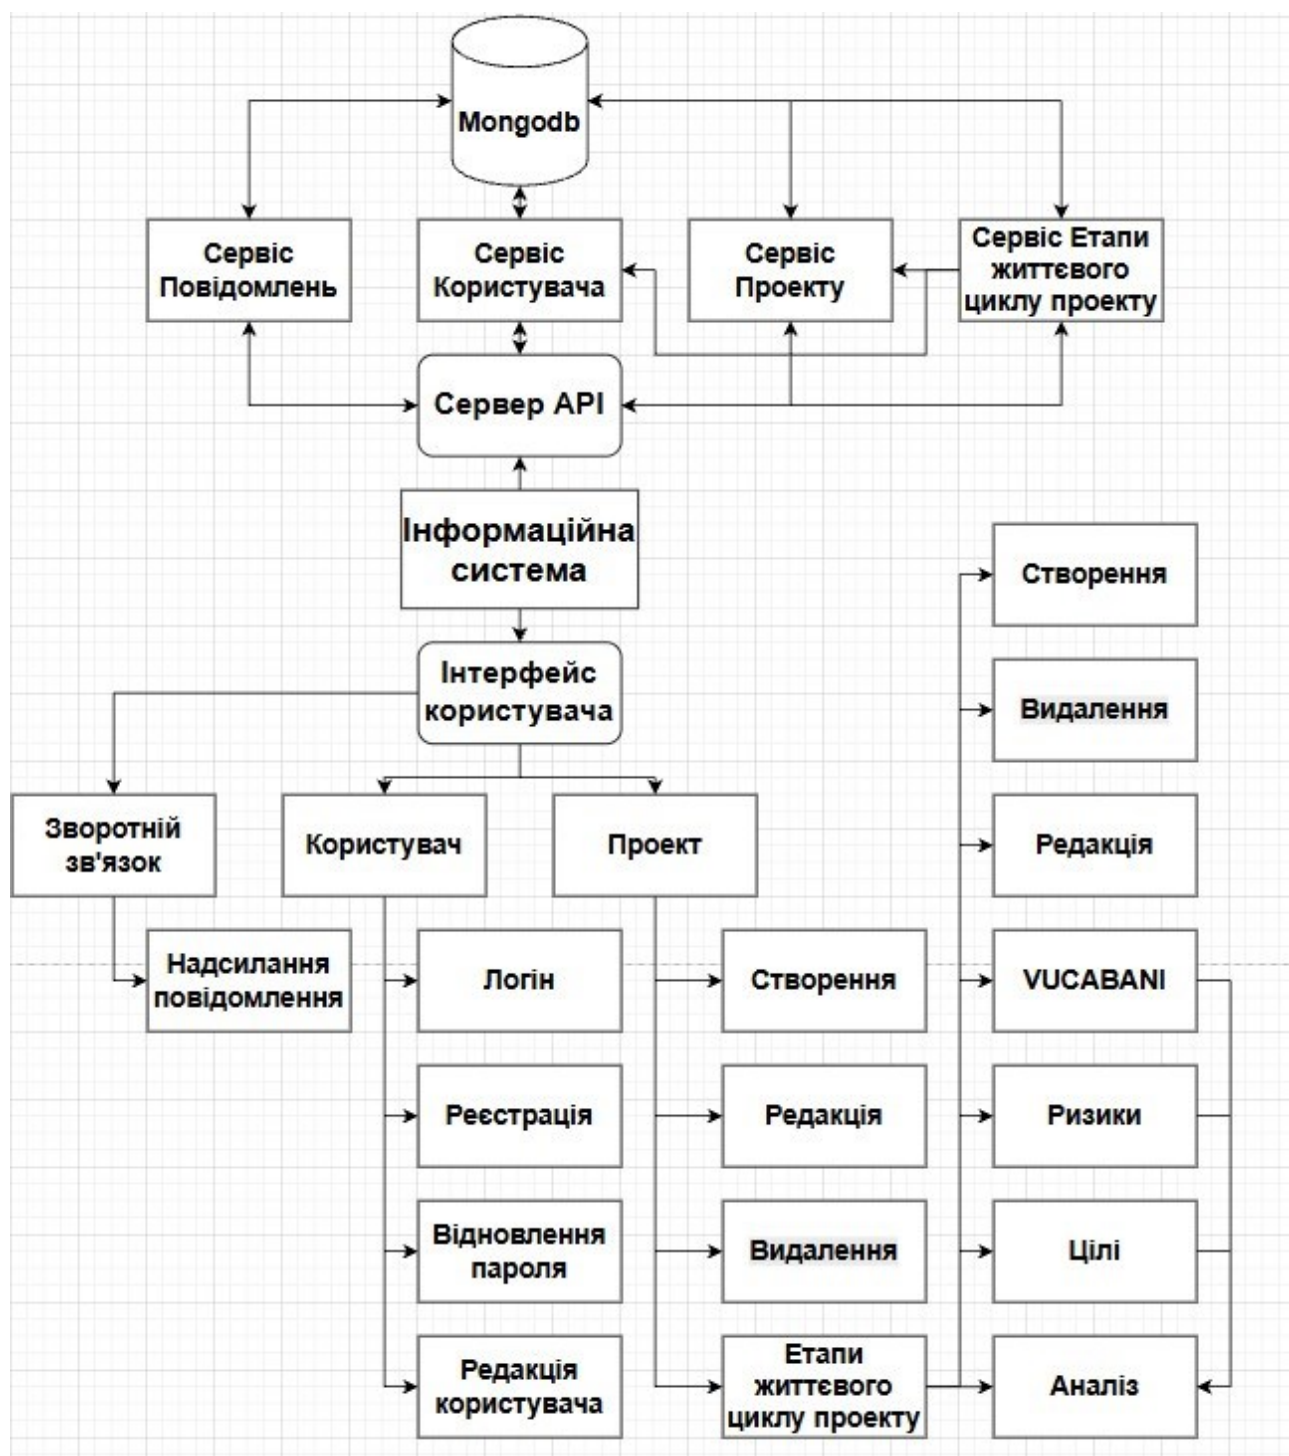 Mongodb
Сервіс
Повідомлень
Сервіс
Користувача
Сервіс
Проекту
Сервіс Етапи
життєвого
циклу проекту
Сервер API
Інформаційна
система
Інтерфейс
користувача
Зворотній
зв'язок
Користувач
Проект
Надсилання
повідомлення
Логін
Реєстрація
Відновлення
пароля
Редакція
користувача
Створення
Редакція
Видалення
Етапи
життєвого
циклу проекту
Створення
Видалення
Редакція
VUCABANI
Ризики
Цілі
Аналіз